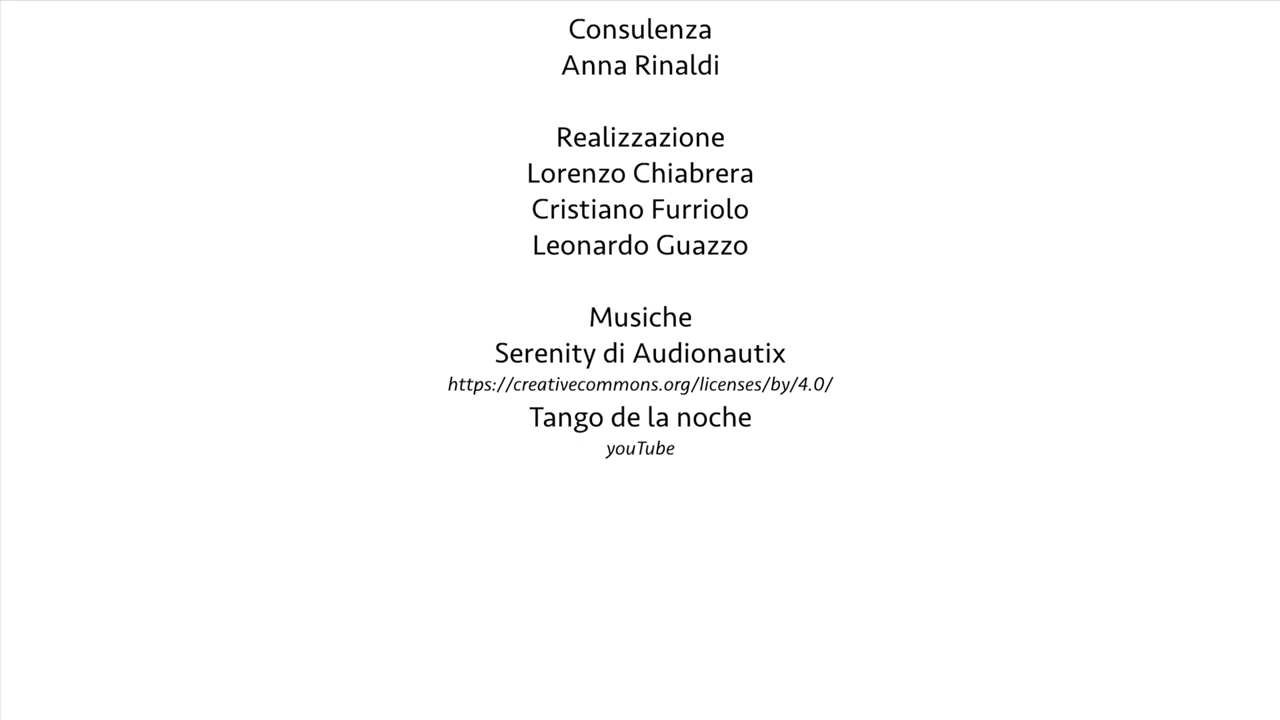 Consulenza
Anna Rinaldi
Realizzazione
Lorenzo Chiabrera
Cristiano Furriolo
Leonardo Guazzo
Musiche
Serenity di Audionautix
https://creativecommons.org/licenses/by/4.0/
Tango de la noche
youTube